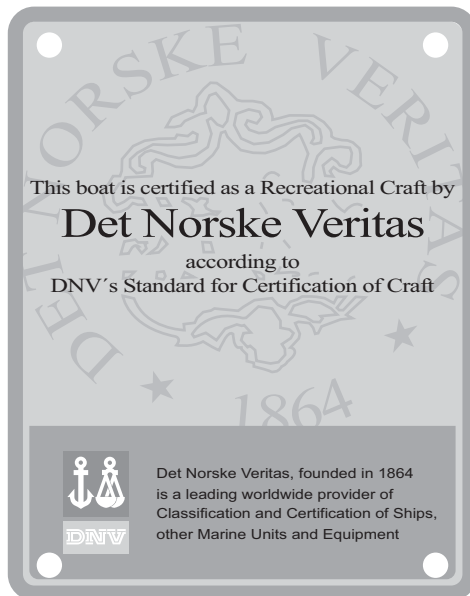 DET NORSKE VERITAS
1864
This boat is certified as a Recreational Craft by
Det Norske Veritas
according to
DNV´s Standard for Certification of Craft
Det Norske Veritas, founded in 1864
is a leading worldwide provider of
Classification and Certification of Ships,
other Marine Units and Equipment
DNV